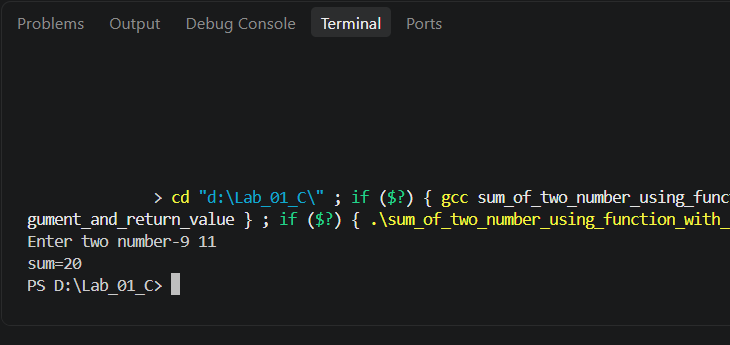 Problems Output Debug Console Terminal Ports
> cd "d:\Lab_01_C\" ; if ($?) { gcc sum_of_two_number_using_func
gument_and_return_value } ; if ($?) { .\sum_of_two_number_using_function_with_
Enter two number-9 11
sum=20
PS D:\Lab_01_C>